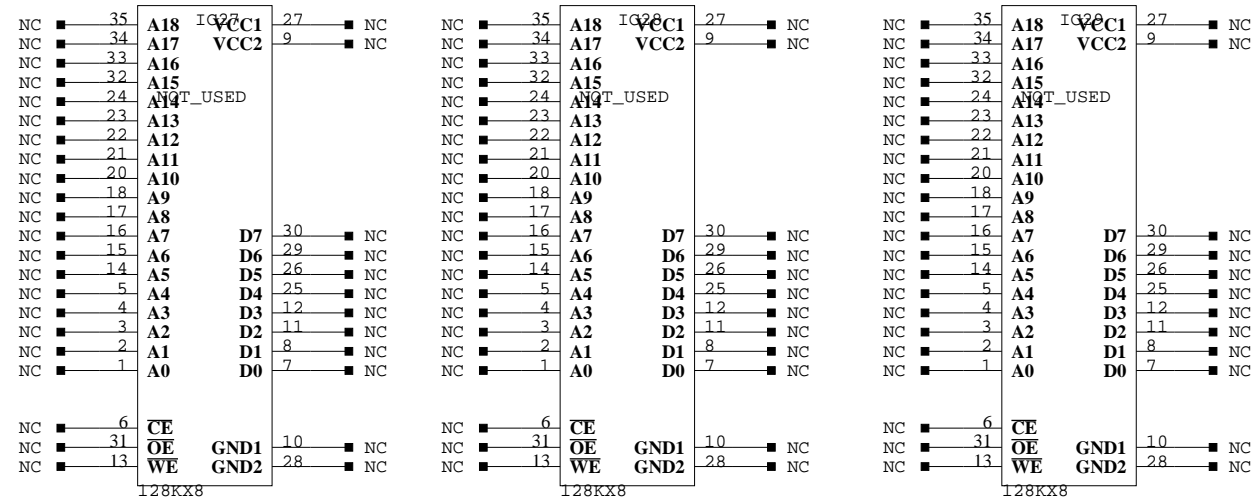 NC 35 A18 IG27 VCC1 27 NC NC 35 A18 IG28 VCC1 27 NC NC 35 A18 IG29 VCC1 27 NC
NC 34 A17 VCC2 9 NC NC 34 A17 VCC2 9 NC NC 34 A17 VCC2 9 NC
NC 33 A16 NC 33 A16 NC 33 A16
NC 32 A15 NC 32 A15 NC 32 A15
NC 24 A14 NOT_USED NC 24 A14 NOT_USED NC 24 A14 NOT_USED
NC 23 A13 NC 23 A13 NC 23 A13
NC 22 A12 NC 22 A12 NC 22 A12
NC 21 A11 NC 21 A11 NC 21 A11
NC 20 A10 NC 20 A10 NC 20 A10
NC 18 A9 NC 18 A9 NC 18 A9
NC 17 A8 NC 17 A8 NC 17 A8
NC 16 A7 D7 30 NC NC 16 A7 D7 30 NC NC 16 A7 D7 30 NC
NC 15 A6 D6 29 NC NC 15 A6 D6 29 NC NC 15 A6 D6 29 NC
NC 14 A5 D5 26 NC NC 14 A5 D5 26 NC NC 14 A5 D5 26 NC
NC 5 A4 D4 25 NC NC 5 A4 D4 25 NC NC 5 A4 D4 25 NC
NC 4 A3 D3 12 NC NC 4 A3 D3 12 NC NC 4 A3 D3 12 NC
NC 3 A2 D2 11 NC NC 3 A2 D2 11 NC NC 3 A2 D2 11 NC
NC 2 A1 D1 8 NC NC 2 A1 D1 8 NC NC 2 A1 D1 8 NC
NC 1 A0 D0 7 NC NC 1 A0 D0 7 NC NC 1 A0 D0 7 NC
NC 6 CE NC 6 CE NC 6 CE
NC 31 OE GND1 10 NC NC 31 OE GND1 10 NC NC 31 OE GND1 10 NC
NC 13 WE GND2 28 NC NC 13 WE GND2 28 NC NC 13 WE GND2 28 NC
128KX8 128KX8 128KX8